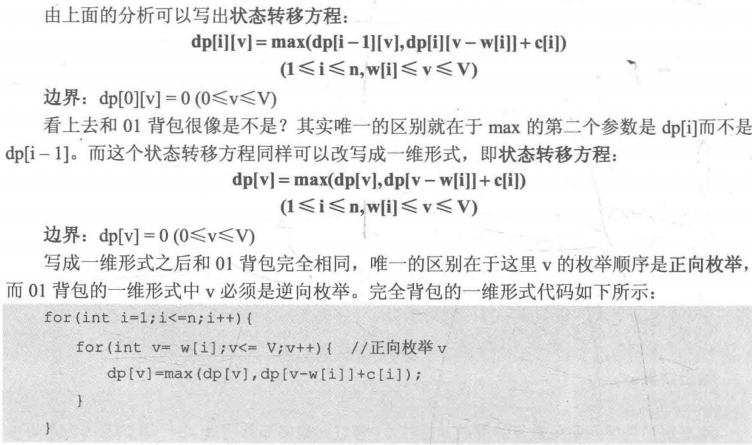 由上面的分析可以写出状态转移方程：
dp[i][v] = max(dp[i − 1][v],dp[i][v − w[i]] + c[i])
(1≤i≤n,w[i]≤v≤V)
边界：dp[0][v] = 0 (0≤v≤V)
看上去和 01 背包很像是不是？其实唯一的区别就在于 max 的第二个参数是 dp[i]而不是
dp[i − 1]。而这个状态转移方程同样可以改写成一维形式，即状态转移方程：
dp[v] = max(dp[v],dp[v − w[i]] + c[i])
(1≤i≤n,w[i]≤v≤V)
边界：dp[v] = 0 (0≤v≤V)
写成一维形式之后和 01 背包完全相同，唯一的区别在于这里 v 的枚举顺序是正向枚举，
而 01 背包的一维形式中 v 必须是逆向枚举。完全背包的一维形式代码如下所示：
for(int i=1;i<=n;i++){
for(int v= w[i];v<= V;v++){ //正向枚举 v
dp[v]=max(dp[v],dp[v-w[i]]+c[i]);
}
}